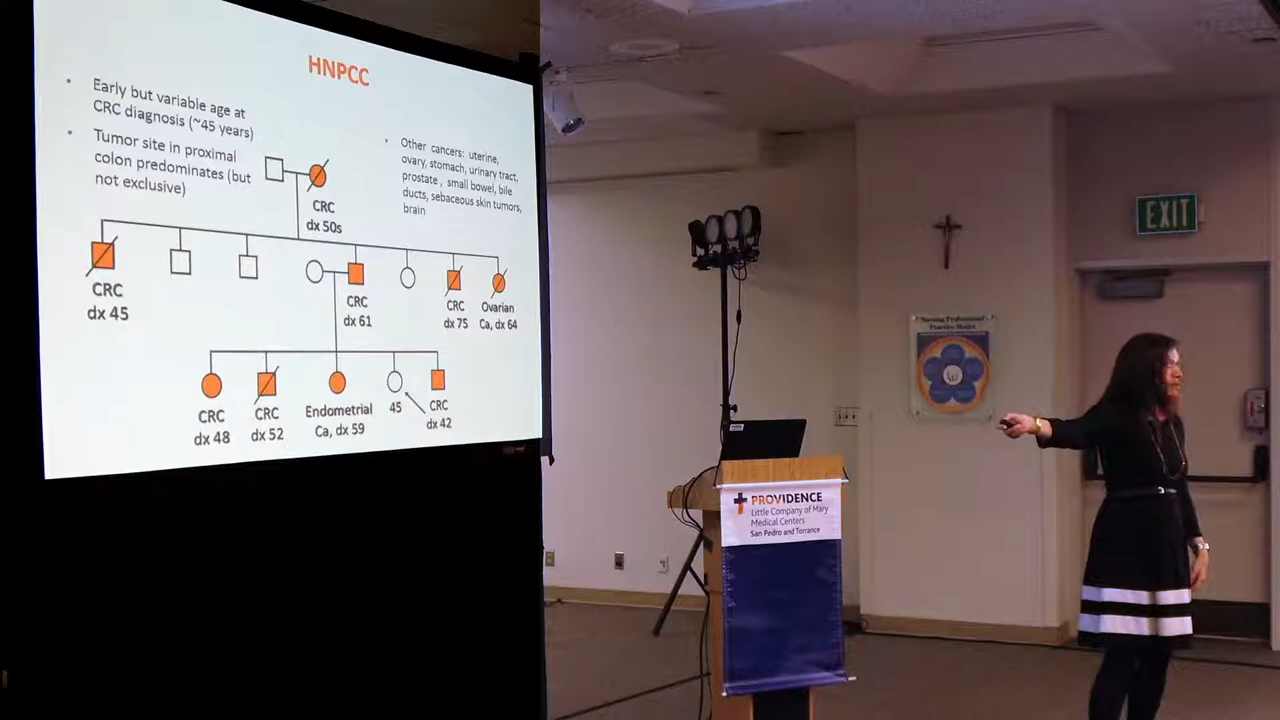 HNPCC
• Early but variable age at
CRC diagnosis (~45 years)
• Tumor site in proximal
colon predominates (but
not exclusive)
• Other cancers: uterine,
ovary, stomach, urinary tract,
prostate , small bowel, bile
ducts, sebaceous skin tumors,
brain
CRC
dx 50s
CRC
dx 45
CRC
dx 61
CRC
dx 75
Ovarian
Ca, dx 64
CRC
dx 48
CRC
dx 52
Endometrial
Ca, dx 59
45
CRC
dx 42
EXIT
Nursing Professional
Practice Model
PROVIDENCE
Little Company of Mary
Medical Centers
San Pedro and Torrance